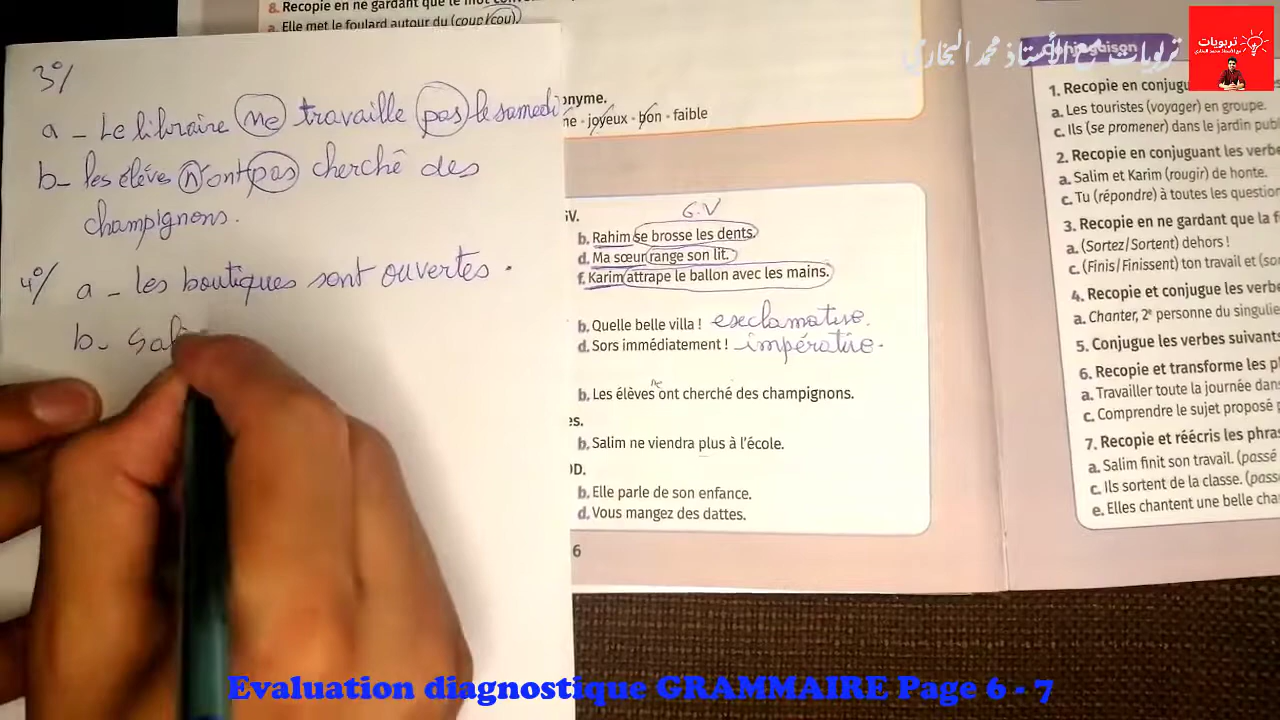 8. Recopie en ne gardant que le mot
a. Elle met le foulard autour du (coup/cou).
onyme.
ne - joyeux - bon - faible
3°/
a - Le libraire ne travaille pas le samedi
b- Les élèves n'ont pas cherché des
champignons.
4°/ a - les boutiques sont ouvertes.
b- Sal
GV.
G.V
b. Rahim se brosse les dents.
d. Ma sœur range son lit.
f. Karim attrape le ballon avec les mains.
b. Quelle belle villa ! exclamative.
d. Sors immédiatement ! impérative.
ne
b. Les élèves ont cherché des champignons.
es.
b. Salim ne viendra plus à l'école.
OD.
b. Elle parle de son enfance.
d. Vous mangez des dattes.
6
تربويات مع الأستاذ محمد البخاري
تربويات
Conjugaison
1. Recopie en conjugu
a. Les touristes (voyager) en groupe.
c. Ils (se promener) dans le jardin publ
2. Recopie en conjuguant les verbe
a. Salim et Karim (rougir) de honte.
c. Tu (répondre) à toutes les question
3. Recopie en ne gardant que la f
a. (Sortez/Sortent) dehors !
c. (Finis/Finissent) ton travail et (so
4. Recopie et conjugue les verbe
a. Chanter, 2e personne du singulie
5. Conjugue les verbes suivants
6. Recopie et transforme les p
a. Travailler toute la journée dan
c. Comprendre le sujet proposé p
7. Recopie et réécris les phras
a. Salim finit son travail. (passé
c. Ils sortent de la classe. (pass
e. Elles chantent une belle cha
Evaluation diagnostique GRAMMAIRE Page 6 - 7